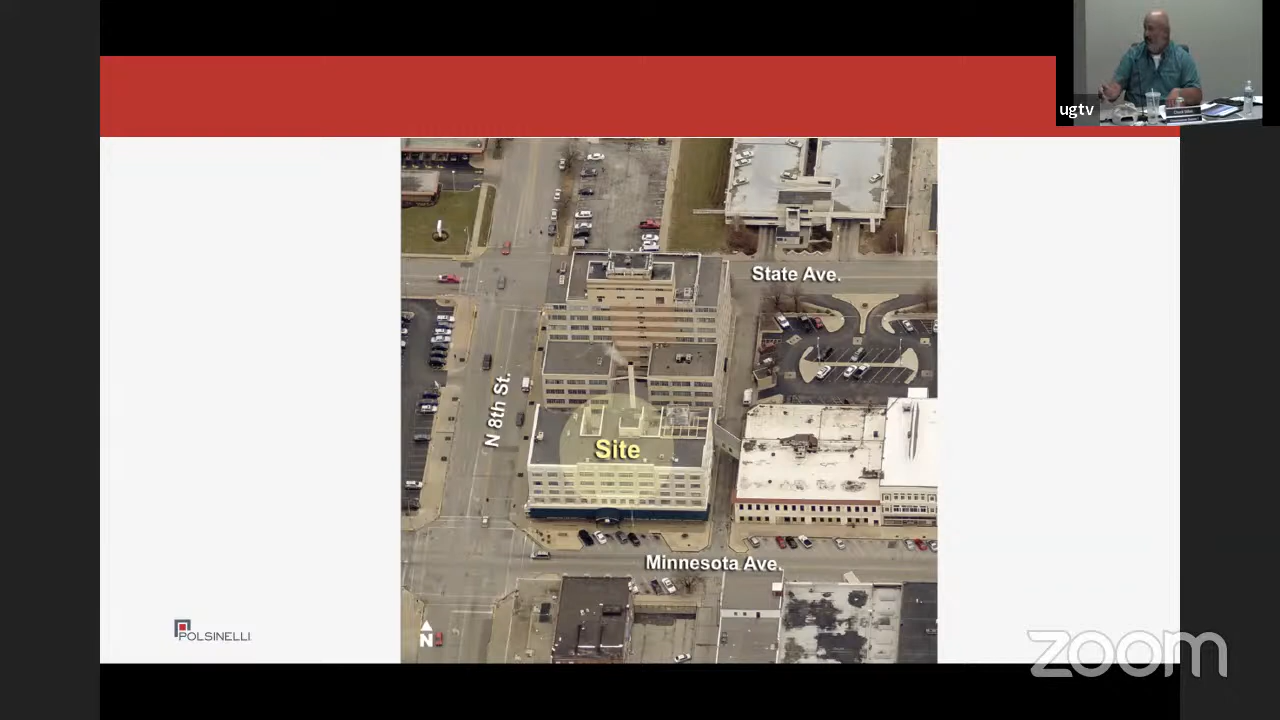 ugtv
State Ave.
N 8th St.
Site
Minnesota Ave.
N
POLSINELLI
zoom